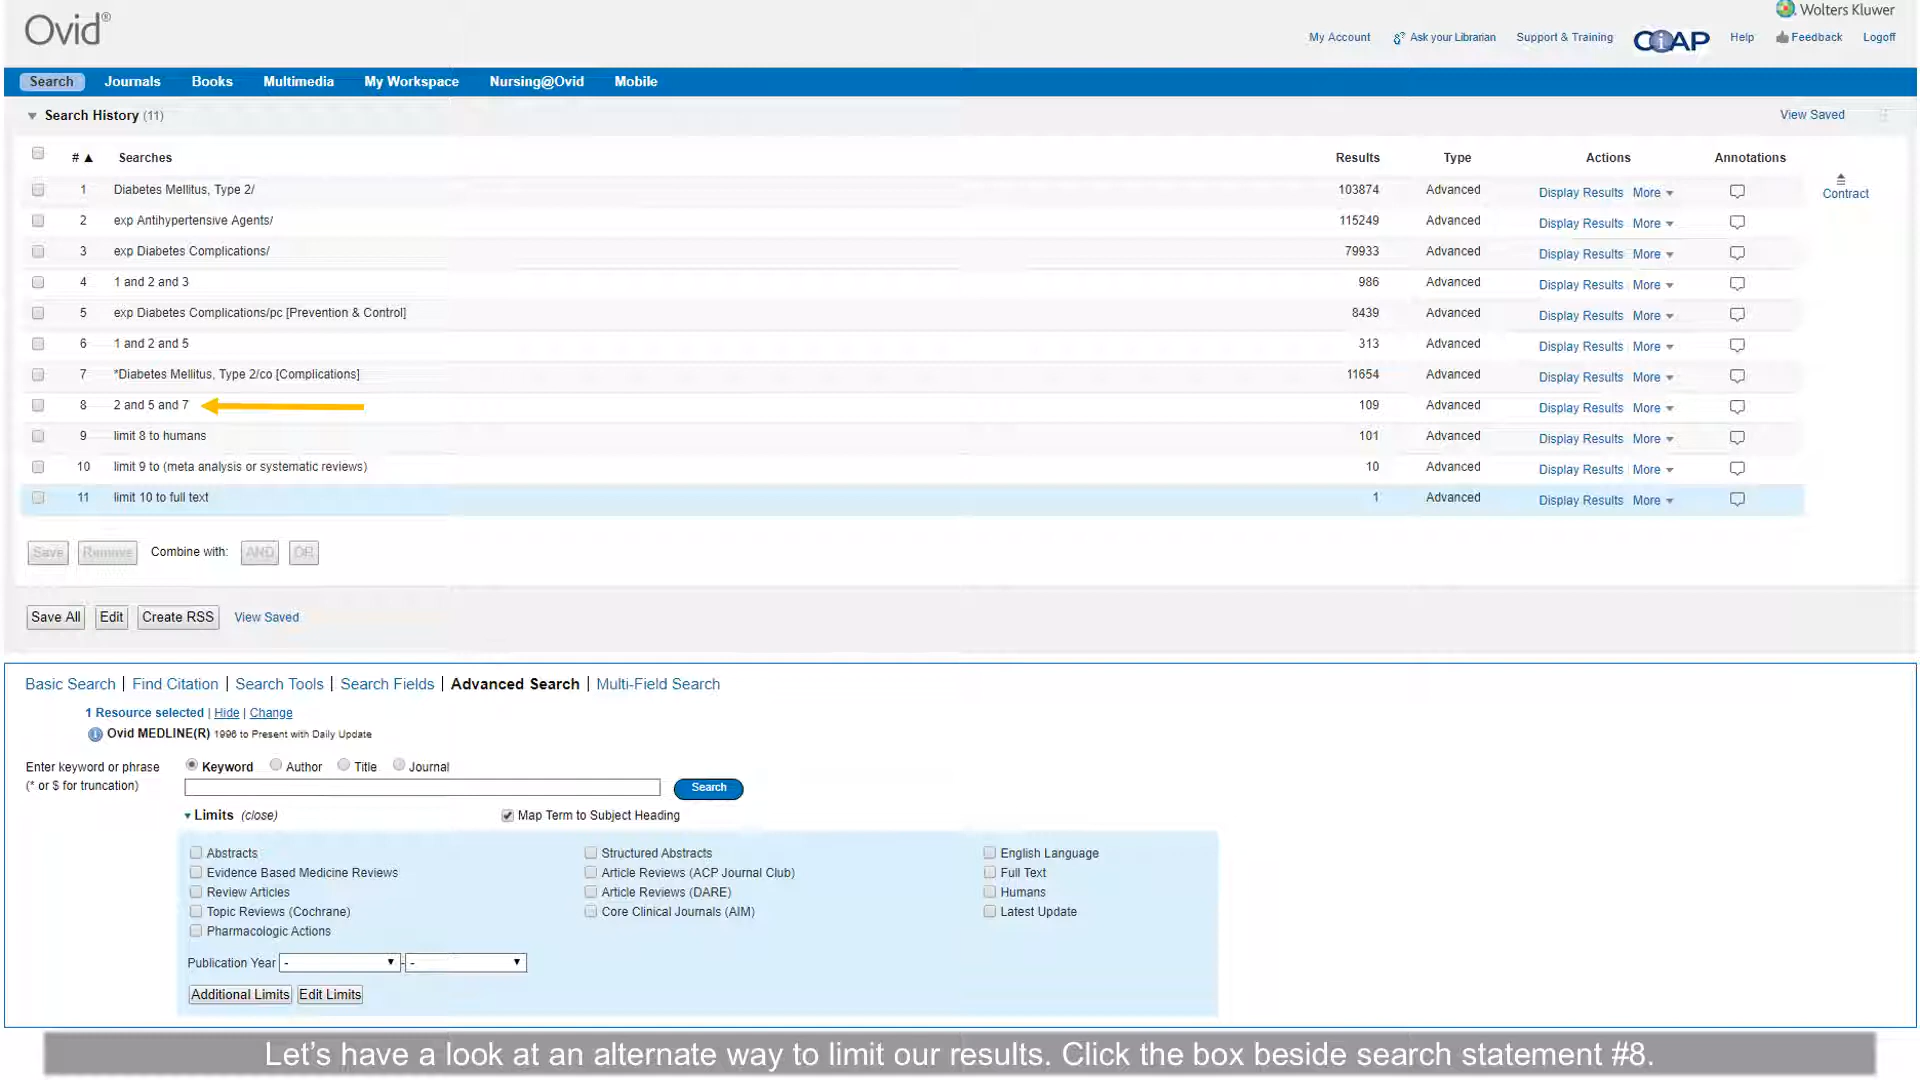 Ovid®
Wolters Kluwer
My Account Ask your Librarian Support & Training CIAP Help Feedback Logoff
Search Journals Books Multimedia My Workspace Nursing@Ovid Mobile
Search History (11) View Saved
# ▲ Searches Results Type Actions Annotations
1 Diabetes Mellitus, Type 2/ 103874 Advanced Display Results More
Contract
2 exp Antihypertensive Agents/ 115249 Advanced Display Results More
3 exp Diabetes Complications/ 79933 Advanced Display Results More
4 1 and 2 and 3 986 Advanced Display Results More
5 exp Diabetes Complications/pc [Prevention & Control] 8439 Advanced Display Results More
6 1 and 2 and 5 313 Advanced Display Results More
7 *Diabetes Mellitus, Type 2/co [Complications] 11654 Advanced Display Results More
8 2 and 5 and 7 109 Advanced Display Results More
9 limit 8 to humans 101 Advanced Display Results More
10 limit 9 to (meta analysis or systematic reviews) 10 Advanced Display Results More
11 limit 10 to full text 1 Advanced Display Results More
Save Remove Combine with: AND OR
Save All Edit Create RSS View Saved
Basic Search | Find Citation | Search Tools | Search Fields | Advanced Search | Multi-Field Search
1 Resource selected | Hide | Change
Ovid MEDLINE(R) 1996 to Present with Daily Update
Enter keyword or phrase Keyword Author Title Journal
(* or $ for truncation) Search
Limits (close) Map Term to Subject Heading
Abstracts Structured Abstracts English Language
Evidence Based Medicine Reviews Article Reviews (ACP Journal Club) Full Text
Review Articles Article Reviews (DARE) Humans
Topic Reviews (Cochrane) Core Clinical Journals (AIM) Latest Update
Pharmacologic Actions
Publication Year - - -
Additional Limits Edit Limits
Let's have a look at an alternate way to limit our results. Click the box beside search statement #8.